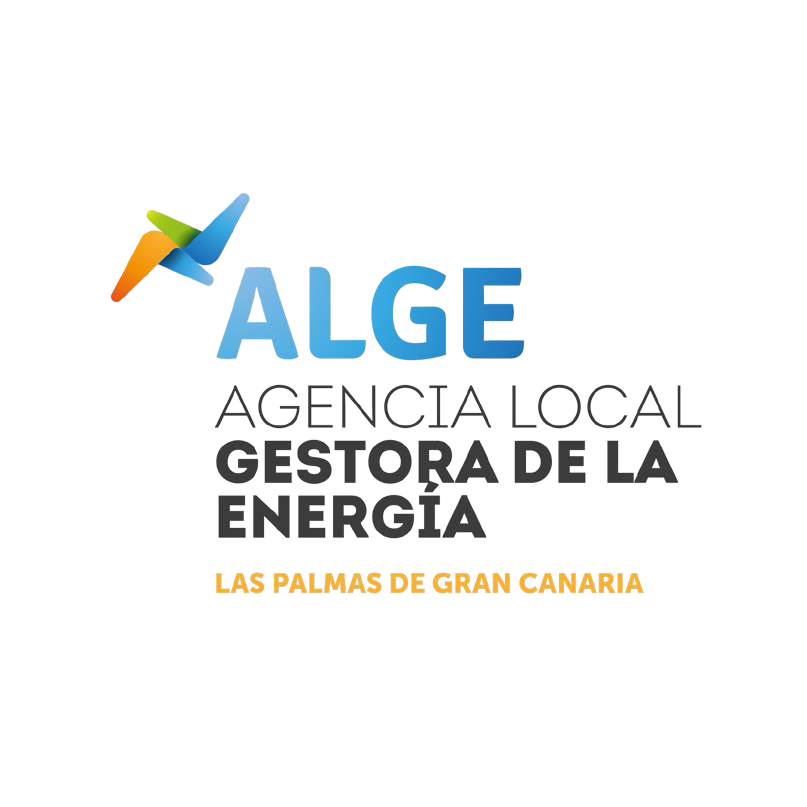 ALGE
AGENCIA LOCAL
GESTORA DE LA
ENERGÍA
LAS PALMAS DE GRAN CANARIA